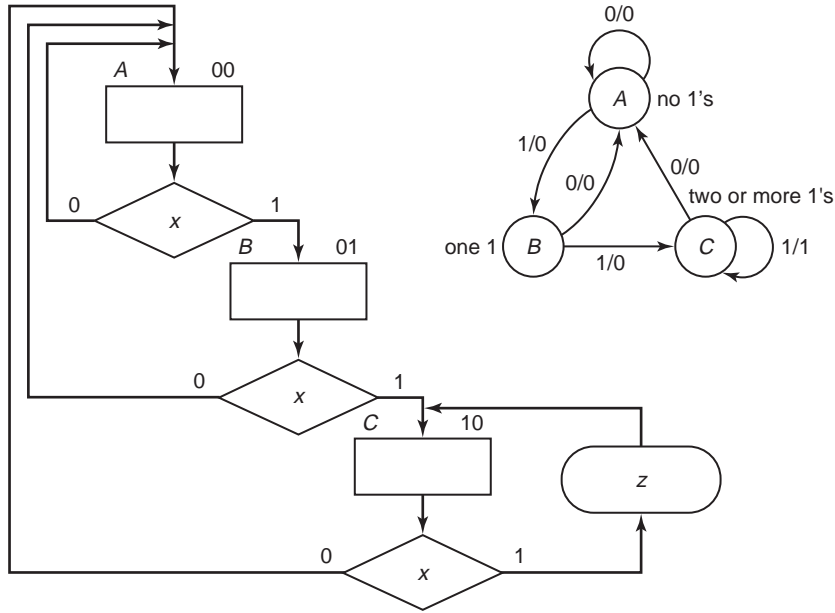 A 00
0 x 1
B 01
0 x 1
C 10
z
0 x 1
0/0
A no 1's
1/0
0/0
0/0
two or more 1's
one 1 B
C
1/0
1/1